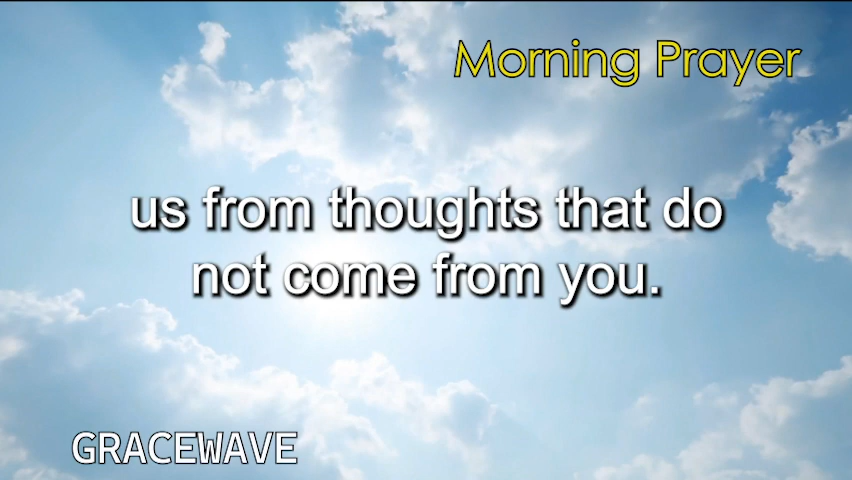 Morning Prayer
us from thoughts that do
not come from you.
GRACEWAVE